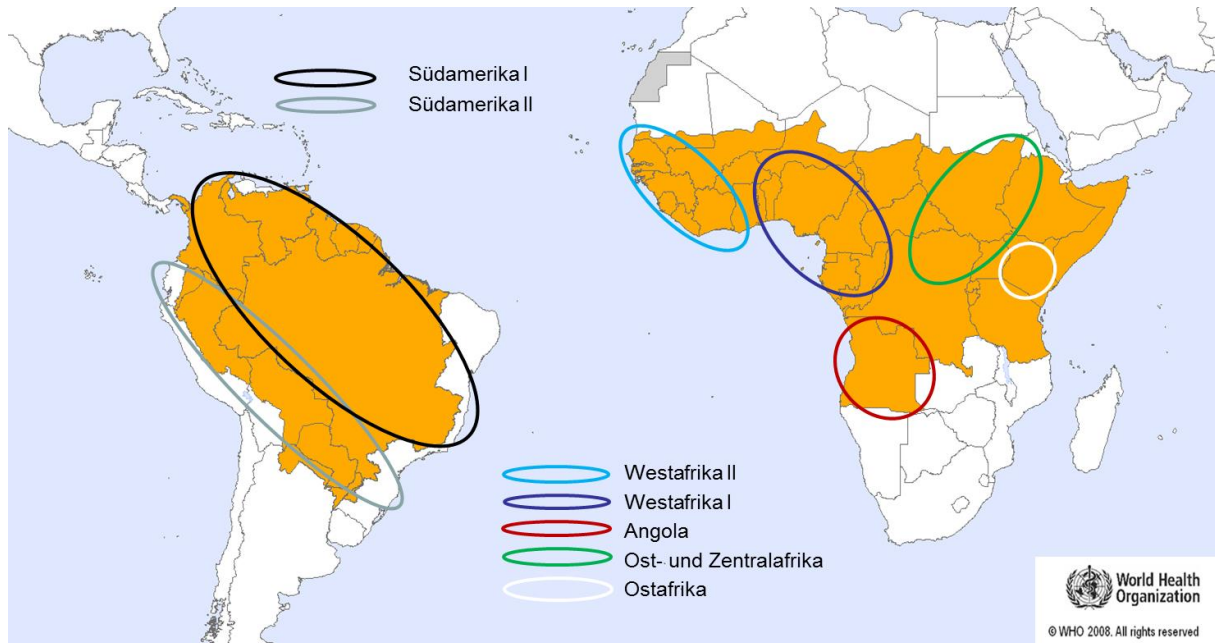 Südamerika I
Südamerika II
Westafrika II
Westafrika I
Angola
Ost- und Zentralafrika
Ostafrika
World Health
Organization
© WHO 2008. All rights reserved